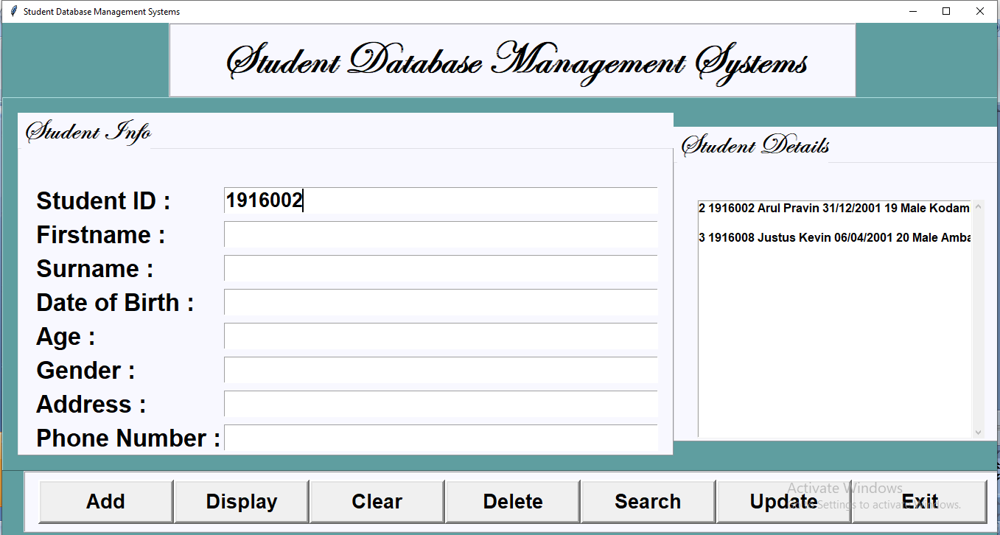 Student Database Management Systems
Student Database Management Systems
Student Info
Student ID : 1916002
Firstname :
Surname :
Date of Birth :
Age :
Gender :
Address :
Phone Number :
Student Details
2 1916002 Arul Pravin 31/12/2001 19 Male Kodam
3 1916008 Justus Kevin 06/04/2001 20 Male Amba
Add Display Clear Delete Search Update Exit
Activate Windows
Settings to activate Windows.